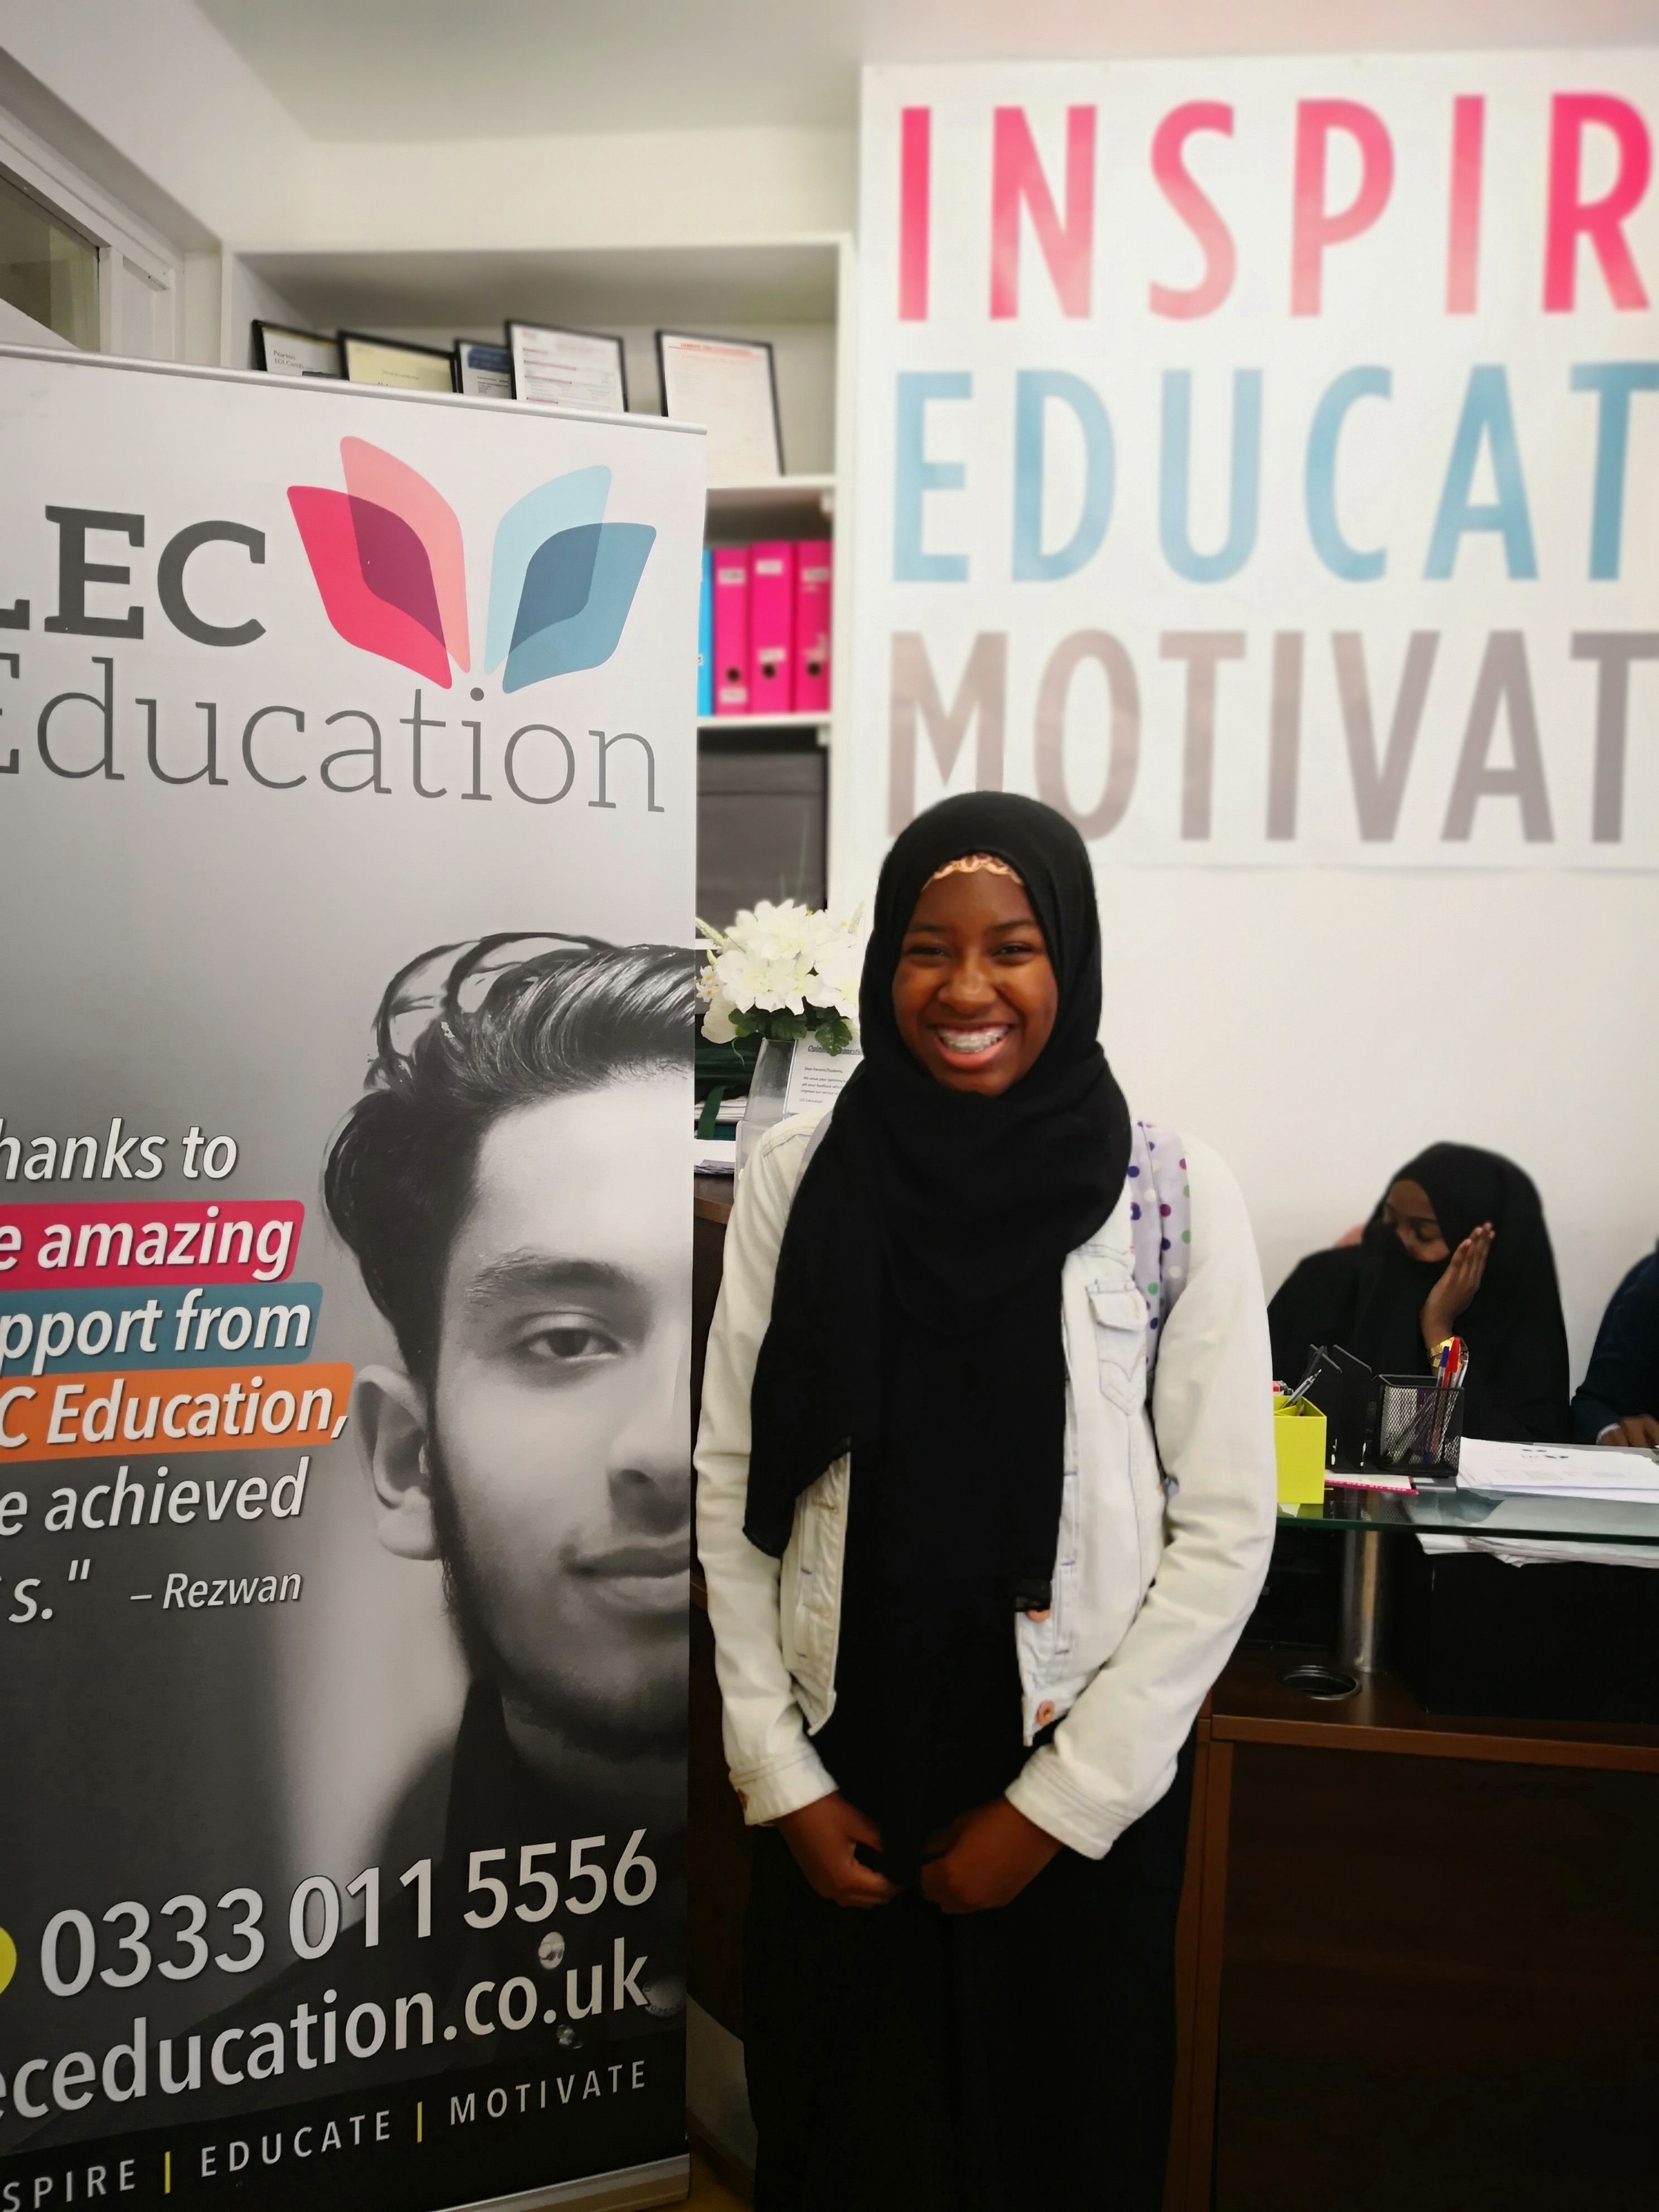 INSPIR
EDUCAT
MOTIVAT
LEC
Education
hanks to
e amazing
pport from
C Education,
e achieved
s." – Rezwan
0333 011 5556
eceducation.co.uk
SPIRE | EDUCATE | MOTIVATE